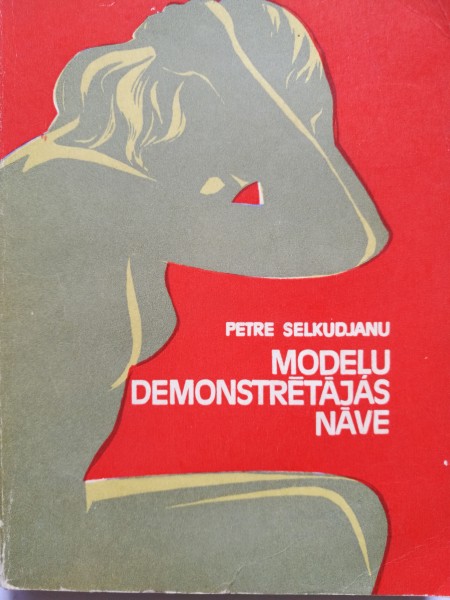 PETRE SELKUDJANU
MODEĻU
DEMONSTRĒTĀJAS
NĀVE